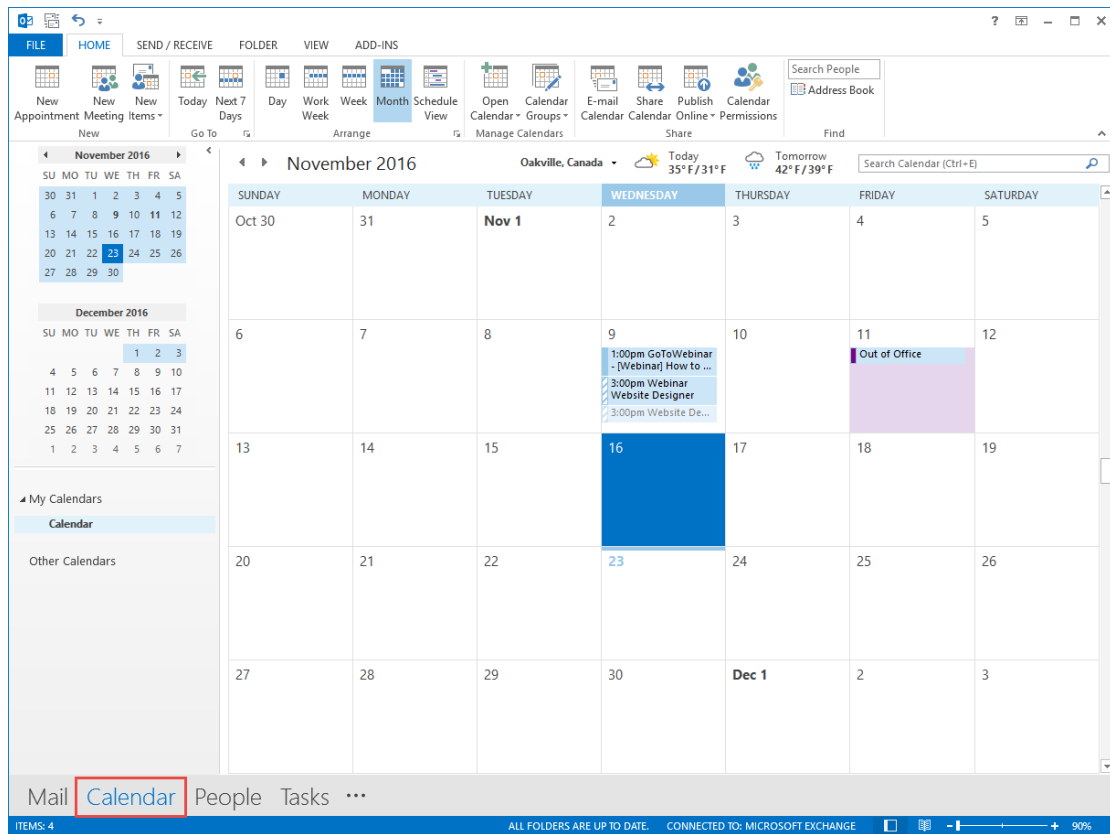 ?
FILE HOME SEND / RECEIVE FOLDER VIEW ADD-INS
New Appointment
New Meeting
New Items
Today
Next 7 Days
Day
Work Week
Week
Month
Schedule View
Open Calendar
Calendar Groups
E-mail Calendar
Share Calendar
Publish Online
Calendar Permissions
Search People
Address Book
New Go To Arrange Manage Calendars Share Find
November 2016
SU MO TU WE TH FR SA
30 31 1 2 3 4 5
6 7 8 9 10 11 12
13 14 15 16 17 18 19
20 21 22 23 24 25 26
27 28 29 30
December 2016
SU MO TU WE TH FR SA
1 2 3
4 5 6 7 8 9 10
11 12 13 14 15 16 17
18 19 20 21 22 23 24
25 26 27 28 29 30 31
1 2 3 4 5 6 7
My Calendars
Calendar
Other Calendars
November 2016
Oakville, Canada
Today
35°F/31°F
Tomorrow
42°F/39°F
Search Calendar (Ctrl+E)
SUNDAY MONDAY TUESDAY WEDNESDAY THURSDAY FRIDAY SATURDAY
Oct 30 31 Nov 1 2 3 4 5
6 7 8 9 10 11 12
1:00pm GoToWebinar
- [Webinar] How to ...
3:00pm Webinar
Website Designer
3:00pm Website De...
Out of Office
13 14 15 16 17 18 19
20 21 22 23 24 25 26
27 28 29 30 Dec 1 2 3
Mail Calendar People Tasks ...
ITEMS: 4 ALL FOLDERS ARE UP TO DATE. CONNECTED TO: MICROSOFT EXCHANGE - + 90%